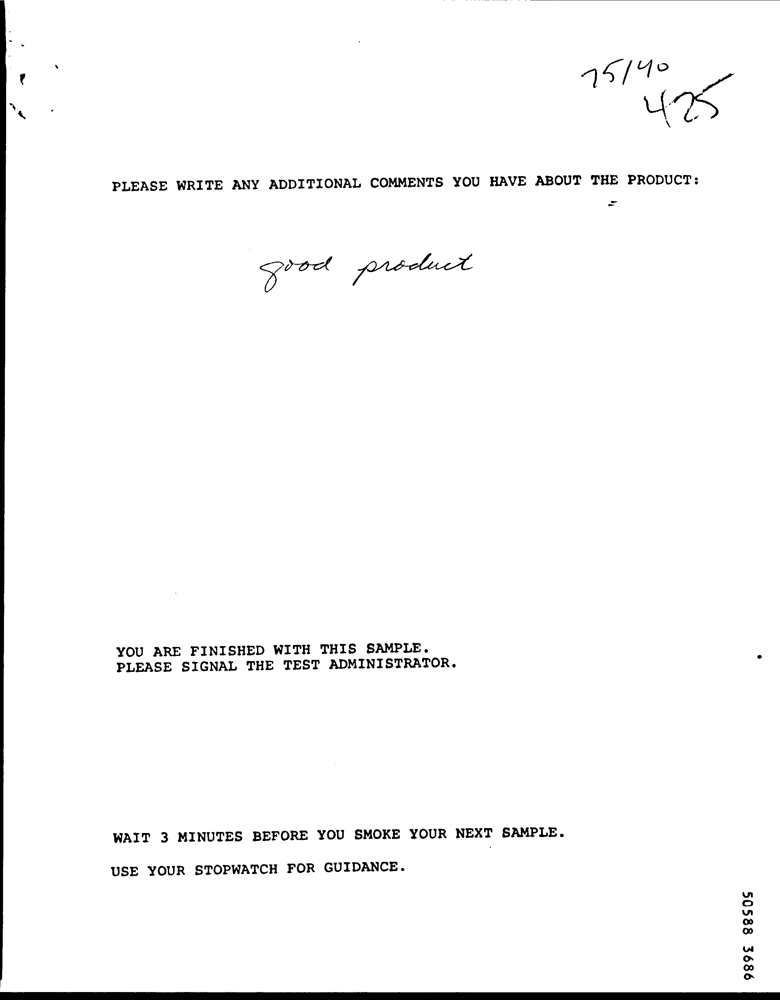 75/40
425
PLEASE WRITE ANY ADDITIONAL COMMENTS YOU HAVE ABOUT THE PRODUCT:
good product
YOU ARE FINISHED WITH THIS SAMPLE.
PLEASE SIGNAL THE TEST ADMINISTRATOR.
WAIT 3 MINUTES BEFORE YOU SMOKE YOUR NEXT SAMPLE.
USE YOUR STOPWATCH FOR GUIDANCE.
50588 3686